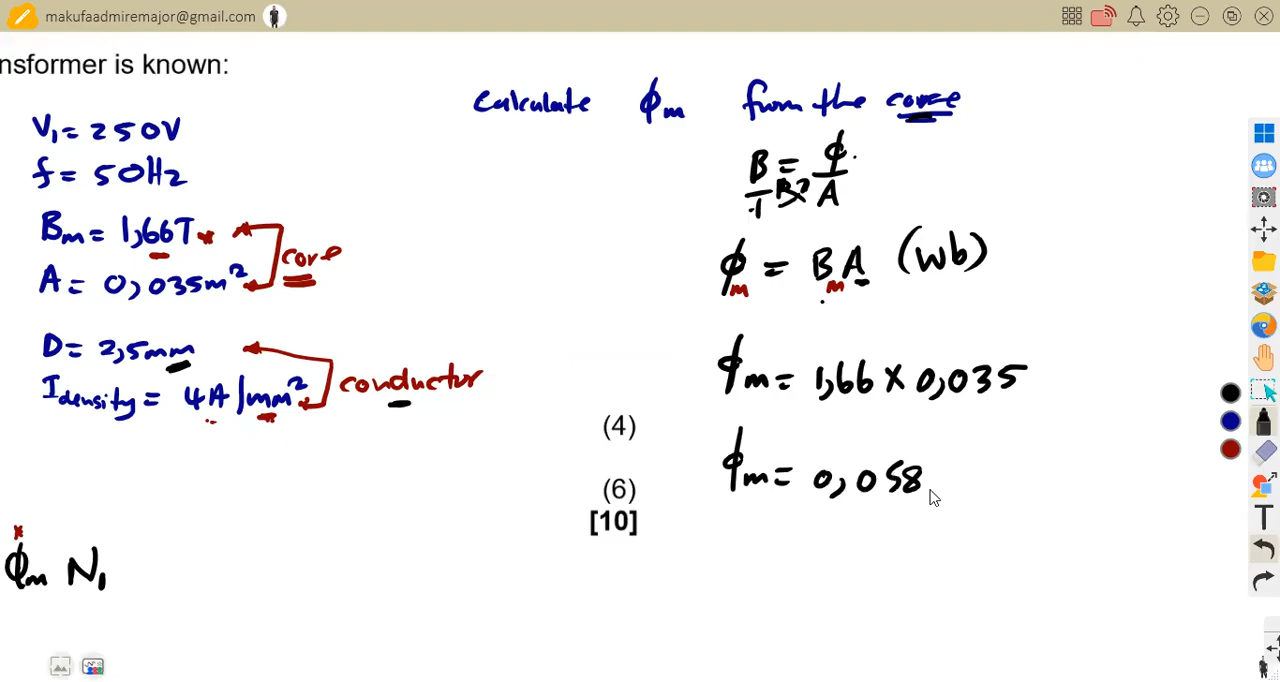 makufaadmiremajor@gmail.com
nsformer is known:
Calculate ϕm from the core
V₁ = 250V
f = 50Hz
Bm = 1,66T
A = 0,035m²
core
D = 2,5mm
Idensity = 4A/mm²
conductor
B = ϕ/A
ϕm = BmA (Wb)
ϕm = 1,66 × 0,035
(4)
ϕm = 0,058
(6)
[10]
ϕm N₁
T